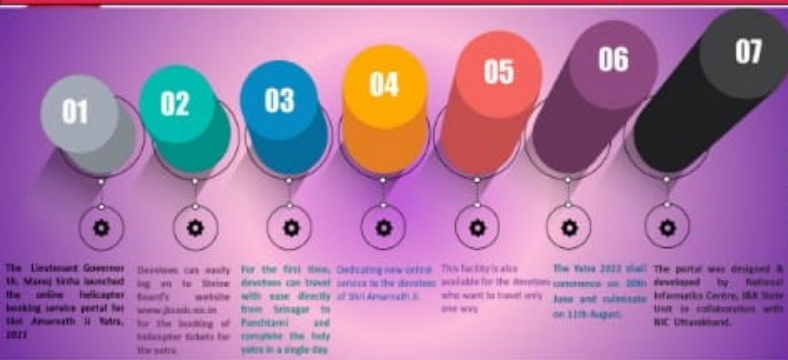 01
02
03
04
05
06
07
The Lieutenant Governor
Sh. Manoj Sinha launched
the online helicopter
booking service portal for
Shri Amarnath Ji Yatra,
2022
Devotees can easily
log on to Shrine
Board's website
www.jksasb.nic.in
for the booking of
helicopter tickets for
the yatra.
For the first time,
devotees can travel
with ease directly
from Srinagar to
Panchtarni and
complete the holy
yatra in a single day.
Dedicating new online
service to the devotees
of Shri Amarnath Ji.
This facility is also
available for the devotees
who want to travel only
one way.
The Yatra 2022 shall
commence on 30th
June and culminate
on 11th August.
The portal was designed &
developed by National
Informatics Centre, J&K State
Unit in collaboration with
NIC Uttarakhand.